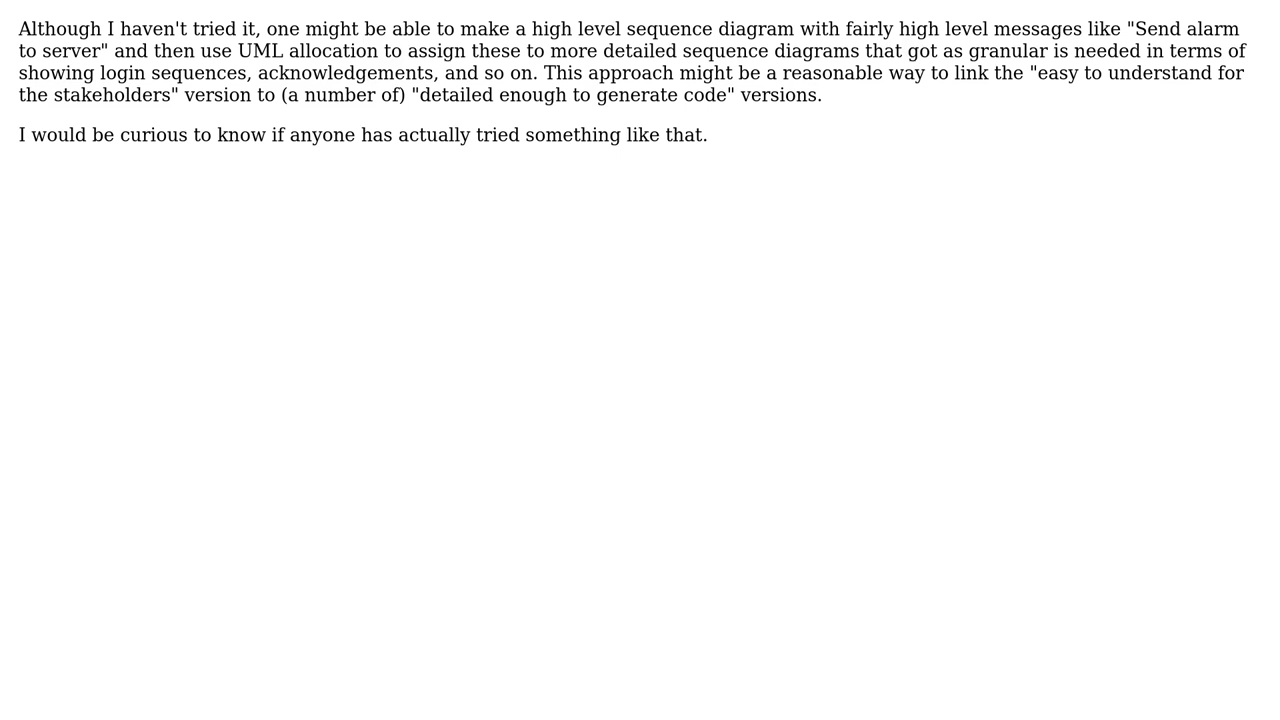 Although I haven't tried it, one might be able to make a high level sequence diagram with fairly high level messages like "Send alarm
to server" and then use UML allocation to assign these to more detailed sequence diagrams that got as granular is needed in terms of
showing login sequences, acknowledgements, and so on. This approach might be a reasonable way to link the "easy to understand for
the stakeholders" version to (a number of) "detailed enough to generate code" versions.
I would be curious to know if anyone has actually tried something like that.